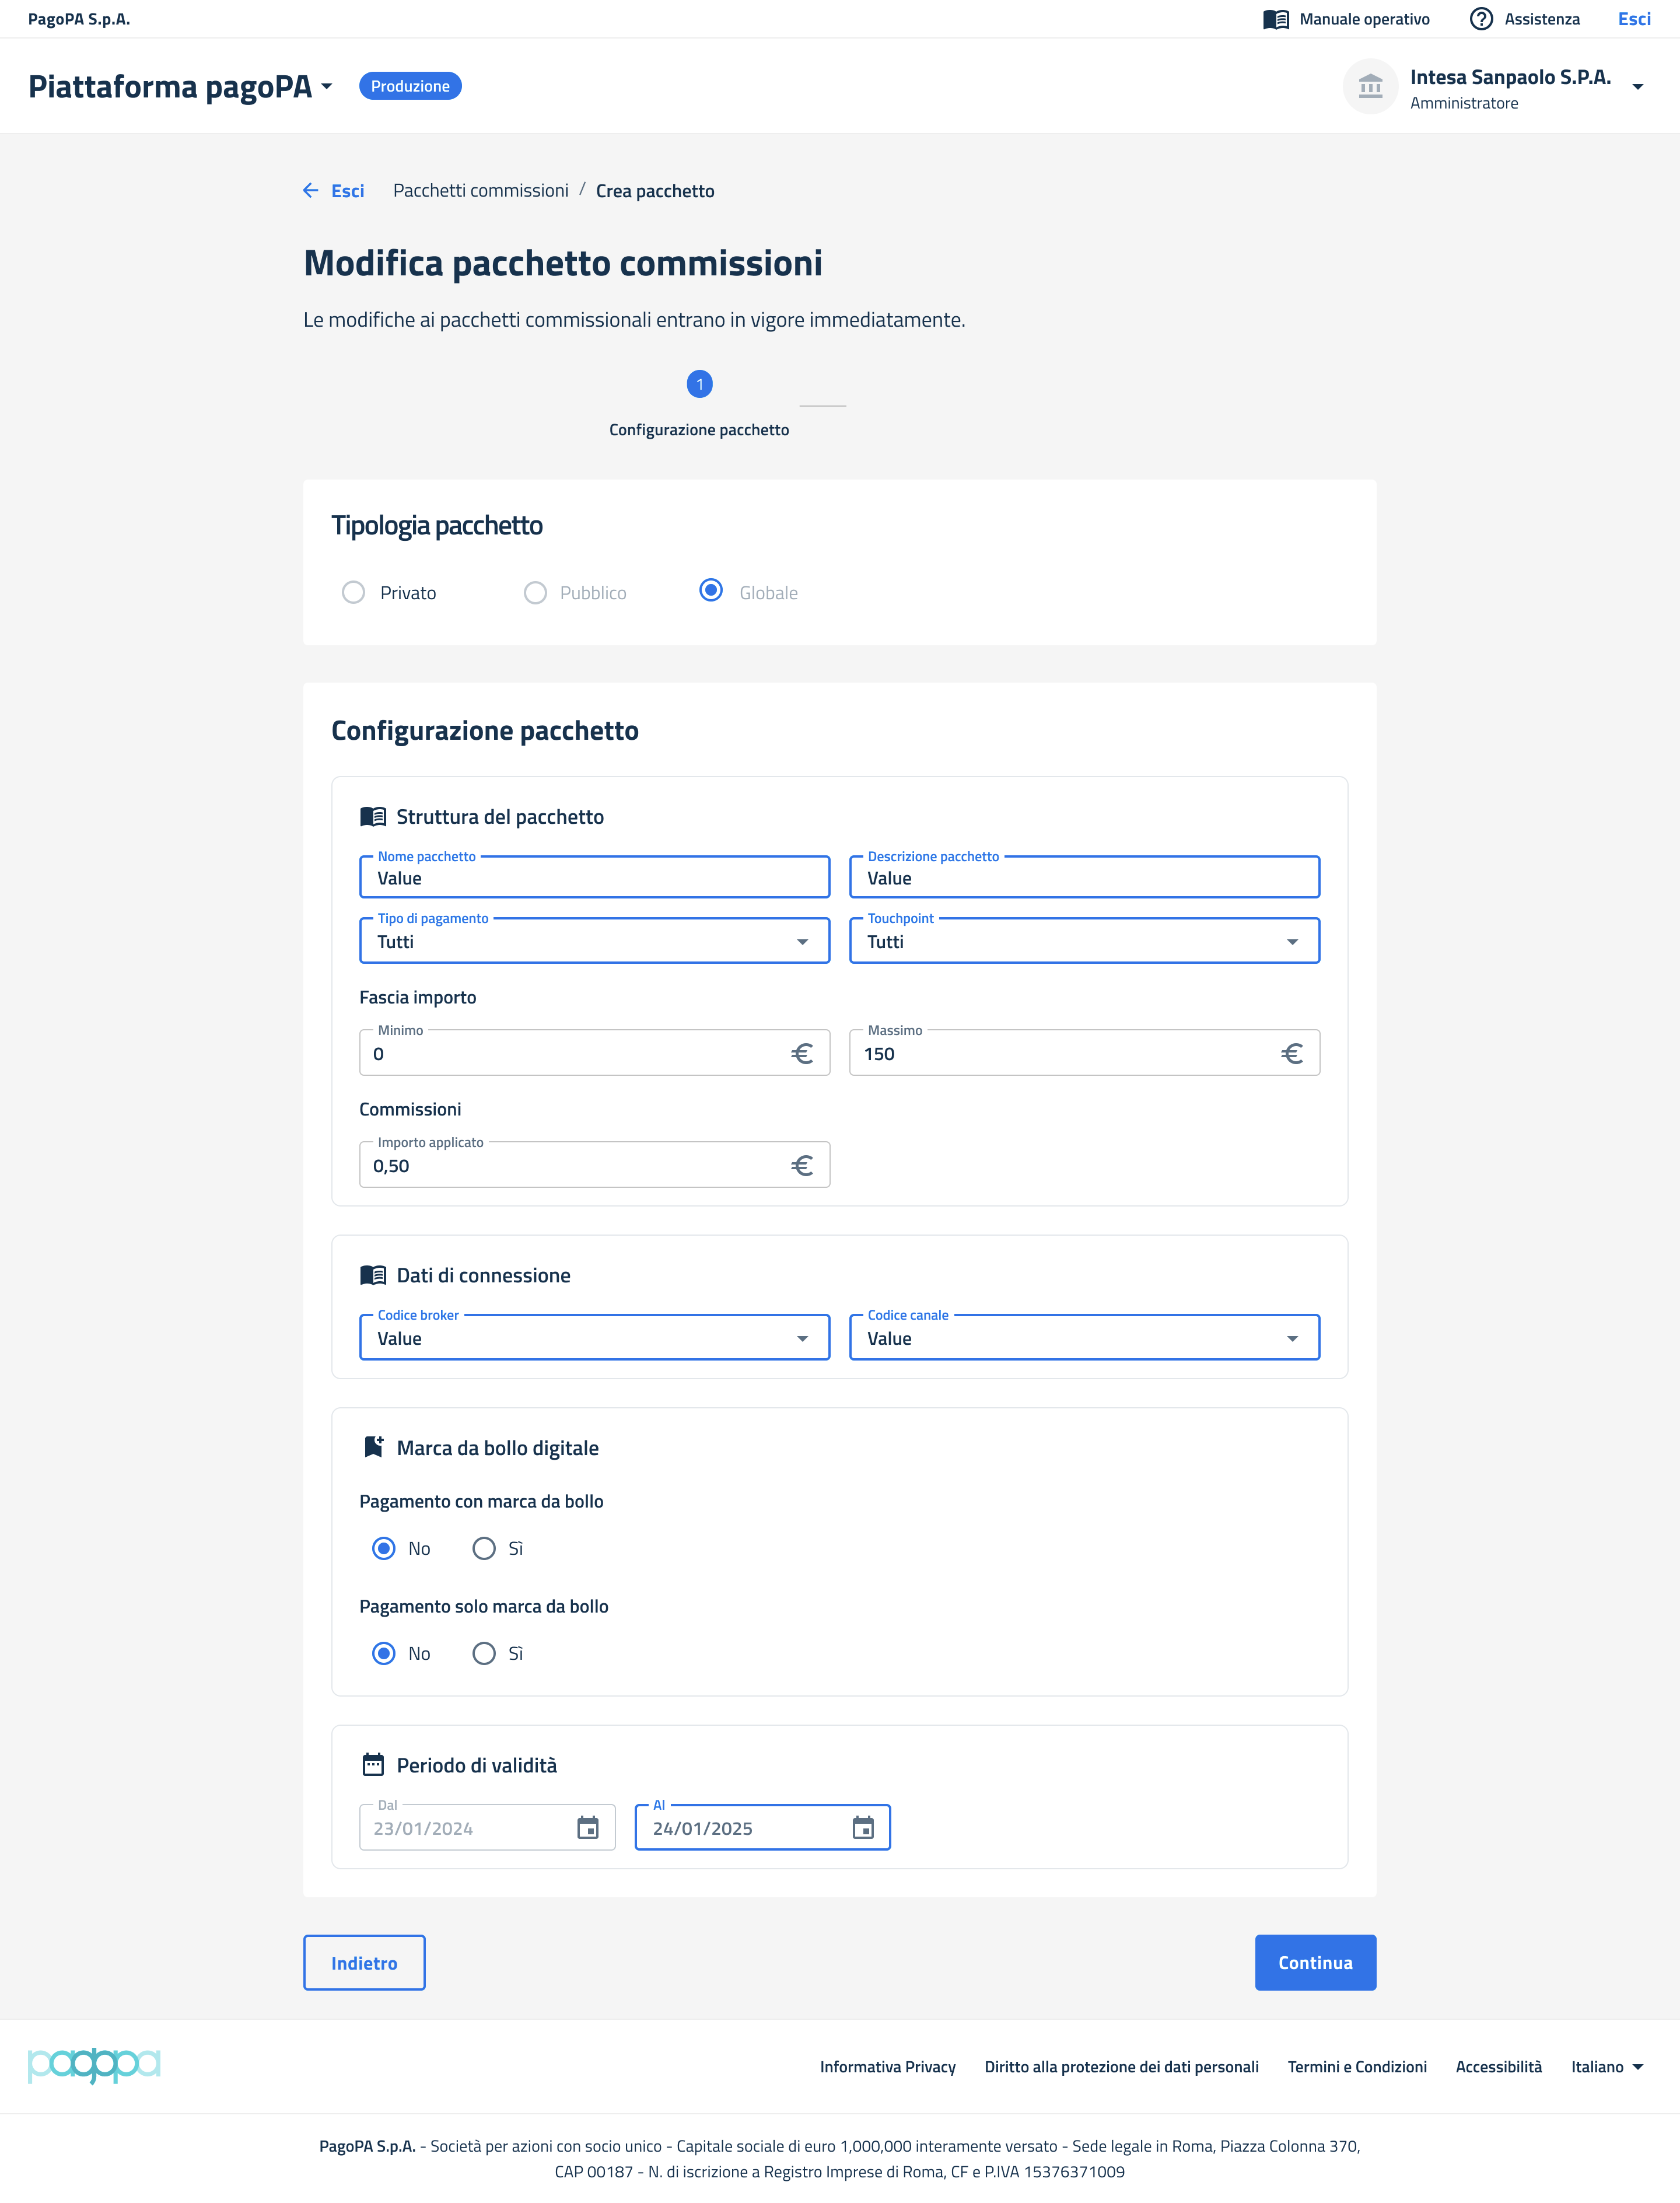 PagoPA S.p.A.
Manuale operativo
Assistenza
Esci
Piattaforma pagoPA
Produzione
Intesa Sanpaolo S.P.A.
Amministratore
Esci
Pacchetti commissioni / Crea pacchetto
Modifica pacchetto commissioni
Le modifiche ai pacchetti commissionali entrano in vigore immediatamente.
1
Configurazione pacchetto
Tipologia pacchetto
Privato
Pubblico
Globale
Configurazione pacchetto
Struttura del pacchetto
Nome pacchetto
Value
Descrizione pacchetto
Value
Tipo di pagamento
Tutti
Touchpoint
Tutti
Fascia importo
Minimo
0 €
Massimo
150 €
Commissioni
Importo applicato
0,50 €
Dati di connessione
Codice broker
Value
Codice canale
Value
Marca da bollo digitale
Pagamento con marca da bollo
No
Sì
Pagamento solo marca da bollo
No
Sì
Periodo di validità
Dal
23/01/2024
Al
24/01/2025
Indietro
Continua
pagopa
Informativa Privacy
Diritto alla protezione dei dati personali
Termini e Condizioni
Accessibilità
Italiano
PagoPA S.p.A. - Società per azioni con socio unico - Capitale sociale di euro 1,000,000 interamente versato - Sede legale in Roma, Piazza Colonna 370,
CAP 00187 - N. di iscrizione a Registro Imprese di Roma, CF e P.IVA 15376371009